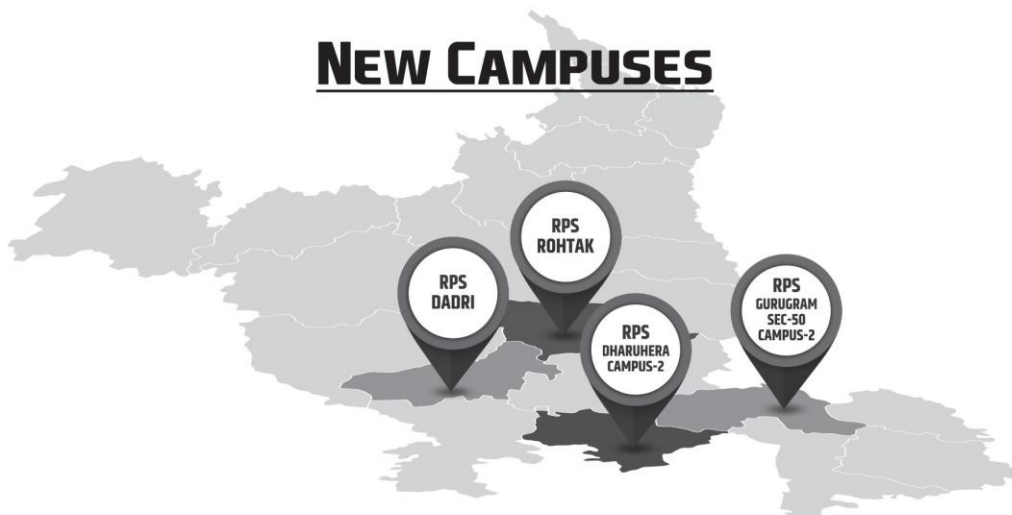 NEW CAMPUSES
RPS
ROHTAK
RPS
DADRI
RPS
GURUGRAM
SEC-50
CAMPUS-2
RPS
DHARUHERA
CAMPUS-2